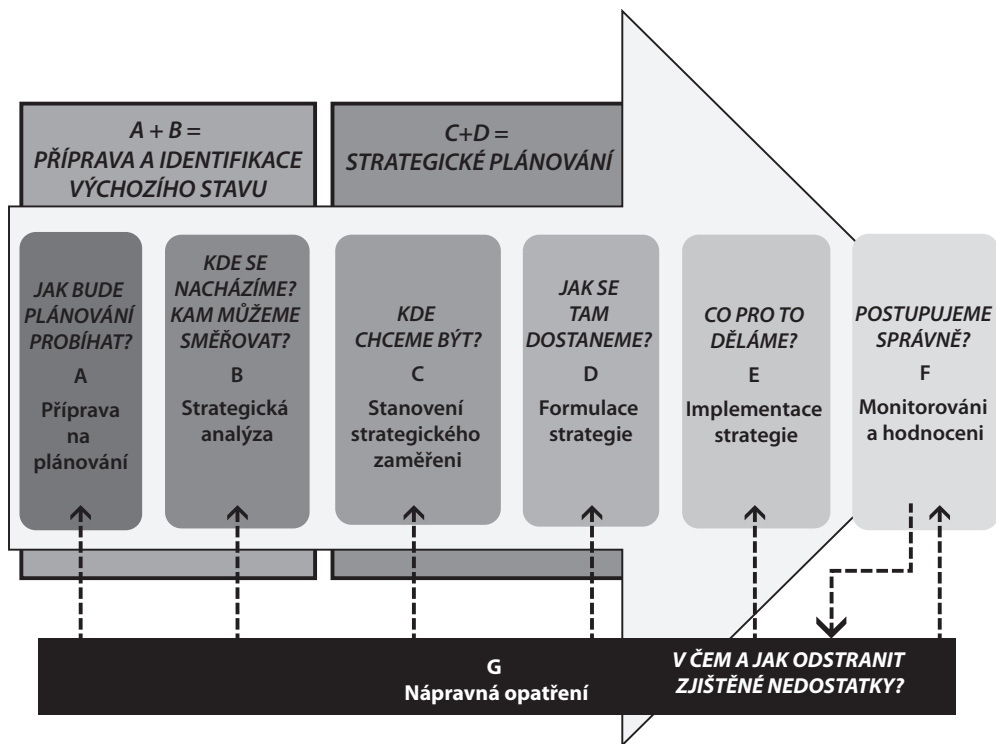 A + B =
PŘÍPRAVA A IDENTIFIKACE
VÝCHOZÍHO STAVU
C+D =
STRATEGICKÉ PLÁNOVÁNÍ
JAK BUDE
PLÁNOVÁNÍ
PROBÍHAT?
A
Příprava
na
plánování
KDE SE
NACHÁZÍME?
KAM MŮŽEME
SMĚŘOVAT?
B
Strategická
analýza
KDE
CHCEME BÝT?
C
Stanovení
strategického
zaměřeni
JAK SE
TAM
DOSTANEME?
D
Formulace
strategie
CO PRO TO
DĚLÁME?
E
Implementace
strategie
POSTUPUJEME
SPRÁVNĚ?
F
Monitorováni
a hodnoceni
G
Nápravná opatření
V ČEM A JAK ODSTRANIT
ZJIŠTĚNÉ NEDOSTATKY?